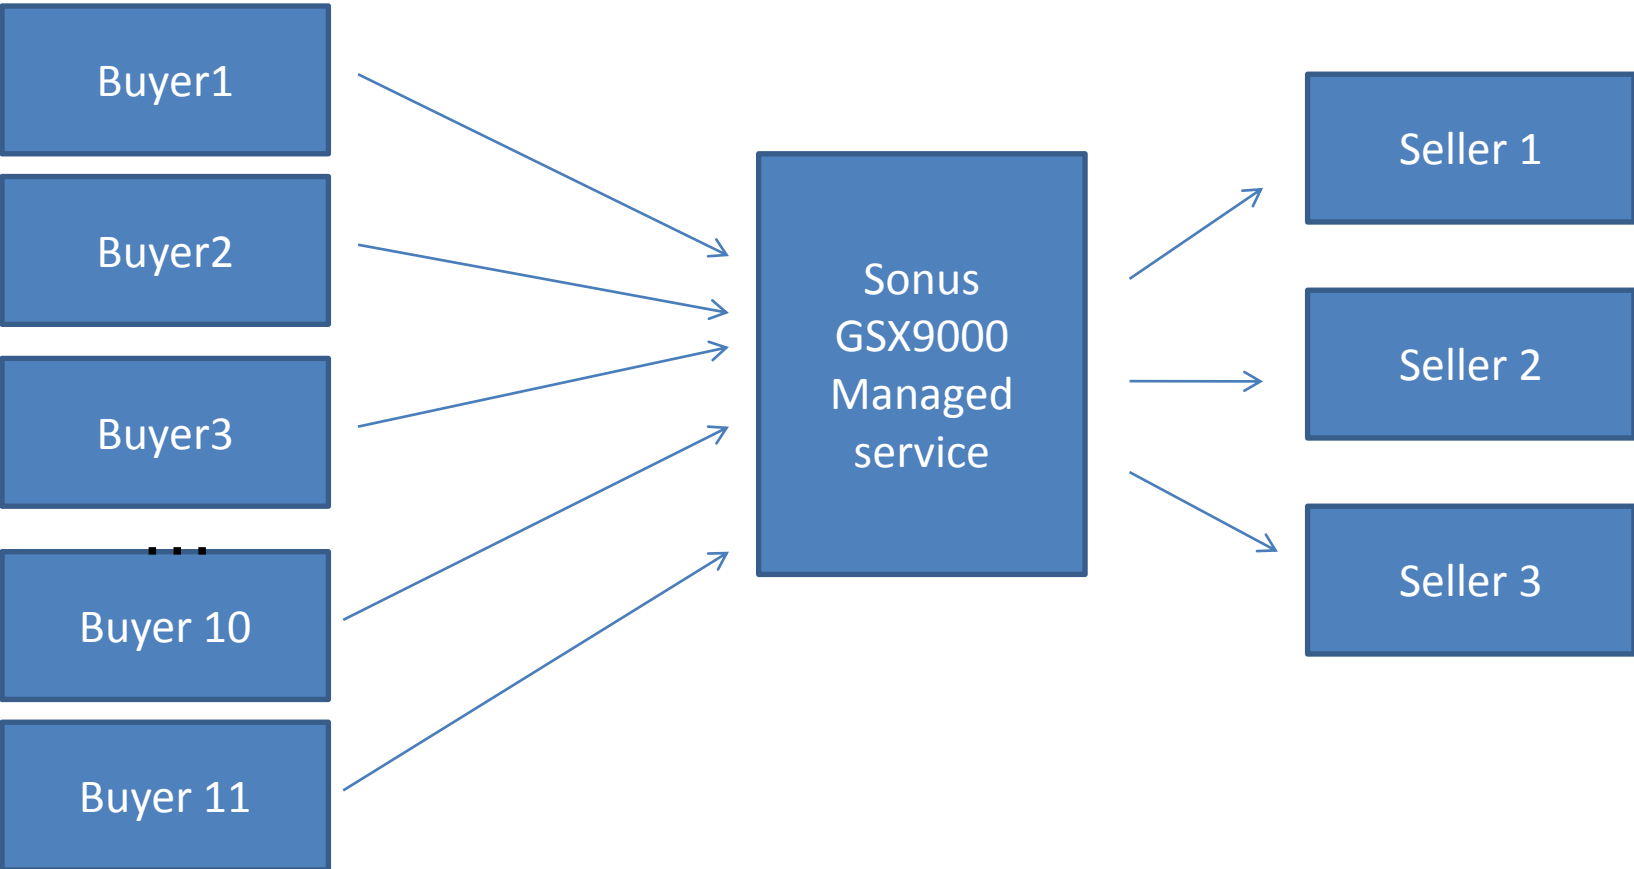 Buyer1
Buyer2
Buyer3
...
Buyer 10
Buyer 11
Sonus
GSX9000
Managed
service
Seller 1
Seller 2
Seller 3